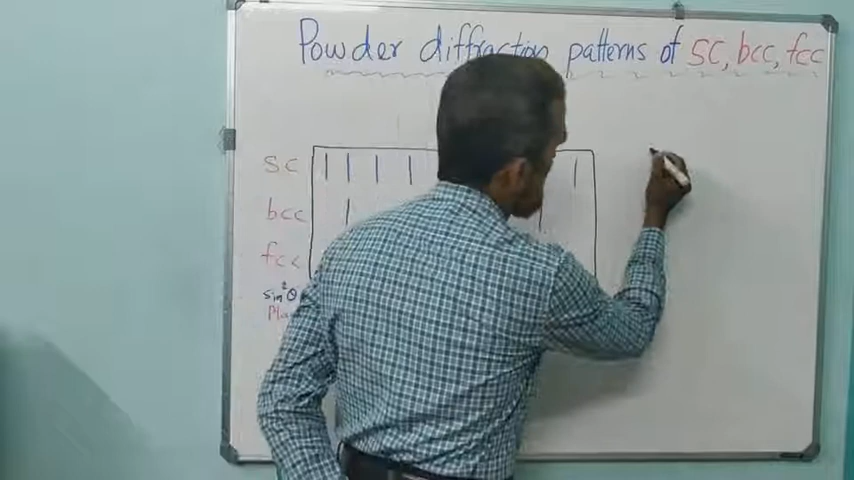 Powder diffraction patterns of SC, bcc, fcc
SC
bcc
fcc
sin²θ